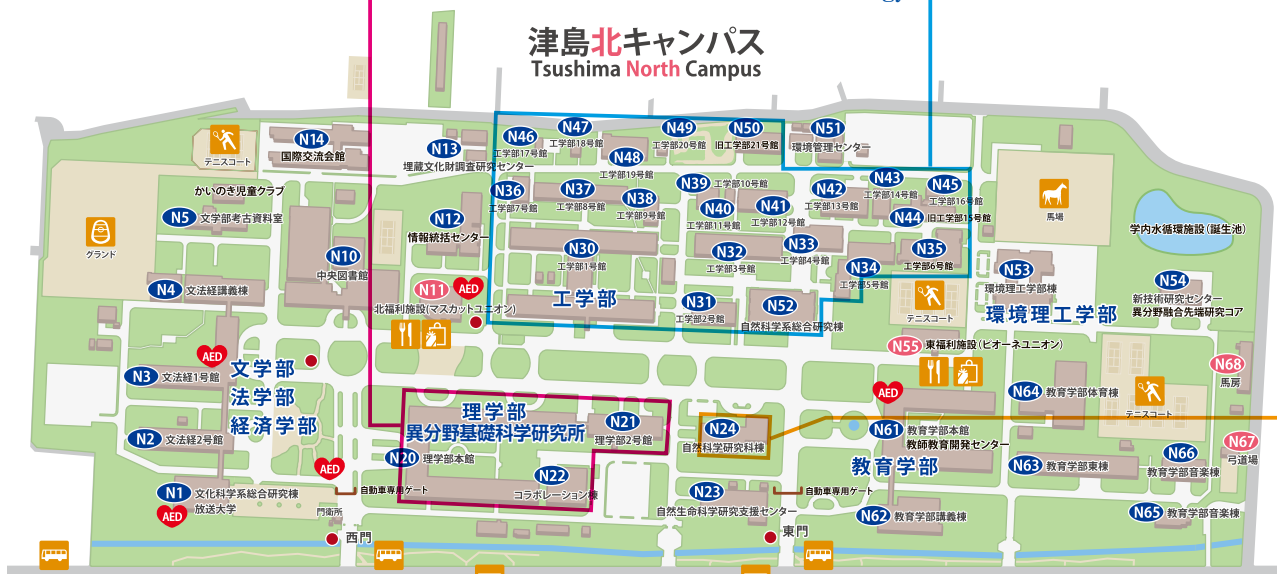 津島北キャンパス
Tsushima North Campus
N14
国際交流会館
テニスコート
N13
埋蔵文化財調査研究センター
N46
工学部17号館
N47
工学部18号館
N48
工学部19号館
N49
工学部20号館
N50
旧工学部21号館
N51
環境管理センター
かいのき児童クラブ
N5
文学部考古資料室
グランド
N12
情報統括センター
N36
工学部7号館
N37
工学部8号館
N38
工学部9号館
N39
工学部10号館
N40
工学部11号館
N41
工学部12号館
N42
工学部13号館
N43
工学部14号館
N44
旧工学部15号館
N45
工学部16号館
馬場
学内水循環施設(誕生池)
N10
中央図書館
N30
工学部1号館
N32
工学部3号館
N33
工学部4号館
N34
工学部5号館
N35
工学部6号館
N53
環境理工学部棟
N54
新技術研究センター
異分野融合先端研究コア
N4
文法経講義棟
N11
AED
北福利施設(マスカットユニオン)
工学部
N31
工学部2号館
N52
自然科学系総合研究棟
テニスコート
環境理工学部
N55
東福利施設(ピオーネユニオン)
AED
N3
文法経1号館
文学部
法学部
経済学部
N68
馬房
AED
N64
教育学部体育棟
テニスコート
理学部
異分野基礎科学研究所
N21
理学部2号館
N24
自然科学研究科棟
N61
教育学部本館
教師教育開発センター
N2
文法経2号館
N67
弓道場
N20
理学部本館
AED
教育学部
N63
教育学部東棟
N66
教育学部音楽棟
N22
コラボレーション棟
N1
文化科学系総合研究棟
放送大学
AED
自動車専用ゲート
門衛所
N23
自然生命科学研究支援センター
自動車専用ゲート
N62
教育学部講義棟
N65
教育学部音楽棟
西門
東門